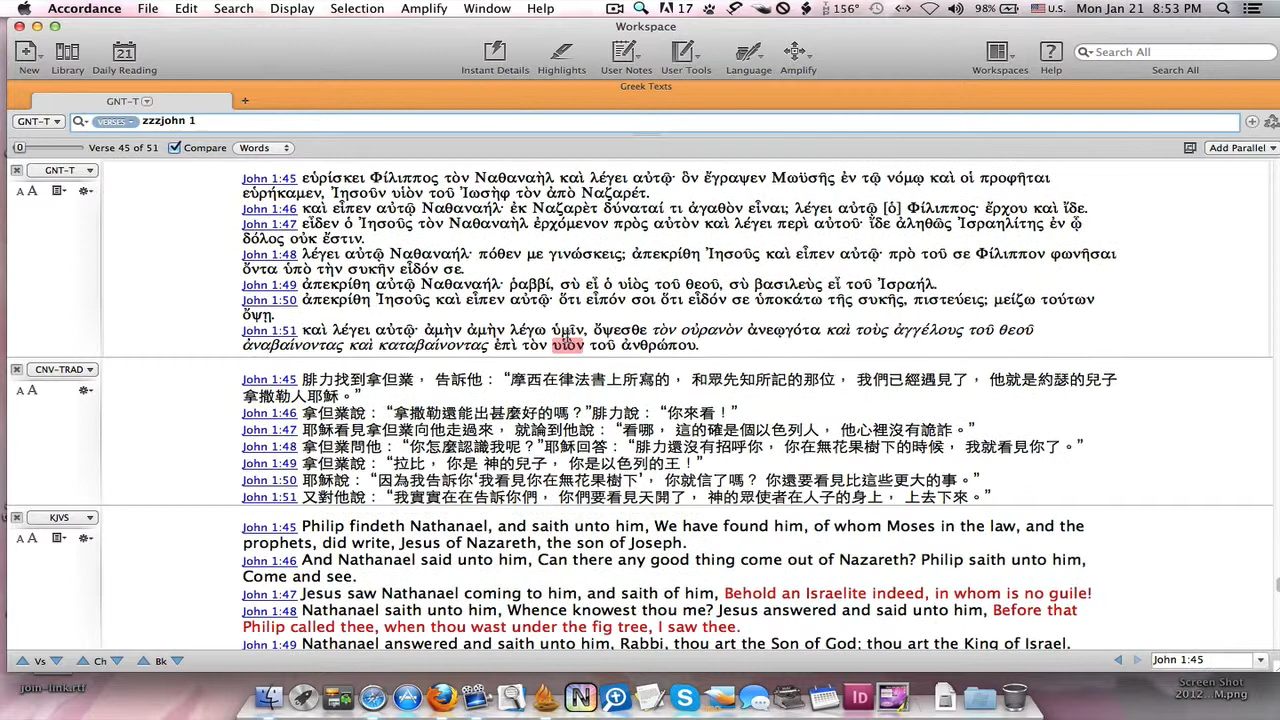 Accordance File Edit Search Display Selection Amplify Window Help 17 156° 98% U.S. Mon Jan 21 8:53 PM
Workspace
New Library Daily Reading Instant Details Highlights User Notes User Tools Language Amplify Workspaces Help Search All
Search All
21
Greek Texts
GNT-T
GNT-T VERSES zzzjohn 1
0 Verse 45 of 51 Compare Words Add Parallel
GNT-T
John 1:45 εὑρίσκει Φίλιππος τὸν Ναθαναὴλ καὶ λέγει αὐτῷ· ὃν ἔγραψεν Μωϋσῆς ἐν τῷ νόμῳ καὶ οἱ προφῆται
εὑρήκαμεν, Ἰησοῦν υἱὸν τοῦ Ἰωσὴφ τὸν ἀπὸ Ναζαρέτ.
John 1:46 καὶ εἶπεν αὐτῷ Ναθαναήλ· ἐκ Ναζαρὲτ δύναταί τι ἀγαθὸν εἶναι; λέγει αὐτῷ [ὁ] Φίλιππος· ἔρχου καὶ ἴδε.
John 1:47 εἶδεν ὁ Ἰησοῦς τὸν Ναθαναὴλ ἐρχόμενον πρὸς αὐτὸν καὶ λέγει περὶ αὐτοῦ· ἴδε ἀληθῶς Ἰσραηλίτης ἐν ᾧ
δόλος οὐκ ἔστιν.
John 1:48 λέγει αὐτῷ Ναθαναήλ· πόθεν με γινώσκεις; ἀπεκρίθη Ἰησοῦς καὶ εἶπεν αὐτῷ· πρὸ τοῦ σε Φίλιππον φωνῆσαι
ὄντα ὑπὸ τὴν συκῆν εἶδόν σε.
John 1:49 ἀπεκρίθη αὐτῷ Ναθαναήλ· ῥαββί, σὺ εἶ ὁ υἱὸς τοῦ θεοῦ, σὺ βασιλεὺς εἶ τοῦ Ἰσραήλ.
John 1:50 ἀπεκρίθη Ἰησοῦς καὶ εἶπεν αὐτῷ· ὅτι εἶπόν σοι ὅτι εἶδόν σε ὑποκάτω τῆς συκῆς, πιστεύεις; μείζω τούτων
ὄψῃ.
John 1:51 καὶ λέγει αὐτῷ· ἀμὴν ἀμὴν λέγω ὑμῖν, ὄψεσθε τὸν οὐρανὸν ἀνεῳγότα καὶ τοὺς ἀγγέλους τοῦ θεοῦ
ἀναβαίνοντας καὶ καταβαίνοντας ἐπὶ τὸν υἱὸν τοῦ ἀνθρώπου.
CNV-TRAD
John 1:45 腓力找到拿但業， 告訴他： “摩西在律法書上所寫的， 和眾先知所記的那位， 我們已經遇見了， 他就是約瑟的兒子
拿撒勒人耶穌。”
John 1:46 拿但業說： “拿撒勒還能出甚麼好的嗎？”腓力說： “你來看！”
John 1:47 耶穌看見拿但業向他走過來， 就論到他說： “看哪， 這的確是個以色列人， 他心裡沒有詭詐。”
John 1:48 拿但業問他： “你怎麼認識我呢？”耶穌回答： “腓力還沒有招呼你， 你在無花果樹下的時候， 我就看見你了。”
John 1:49 拿但業說： “拉比， 你是 神的兒子， 你是以色列的王！”
John 1:50 耶穌說： “因為我告訴你‘我看見你在無花果樹下’， 你就信了嗎？ 你還要看見比這些更大的事。”
John 1:51 又對他說： “我實實在在告訴你們， 你們要看見天開了， 神的眾使者在人子的身上， 上去下來。”
KJVS
John 1:45 Philip findeth Nathanael, and saith unto him, We have found him, of whom Moses in the law, and the
prophets, did write, Jesus of Nazareth, the son of Joseph.
John 1:46 And Nathanael said unto him, Can there any good thing come out of Nazareth? Philip saith unto him,
Come and see.
John 1:47 Jesus saw Nathanael coming to him, and saith of him, Behold an Israelite indeed, in whom is no guile!
John 1:48 Nathanael saith unto him, Whence knowest thou me? Jesus answered and said unto him, Before that
Philip called thee, when thou wast under the fig tree, I saw thee.
John 1:49 Nathanael answered and saith unto him, Rabbi, thou art the Son of God; thou art the King of Israel.
Vs Ch Bk John 1:45
Screen Shot
2012...M.png